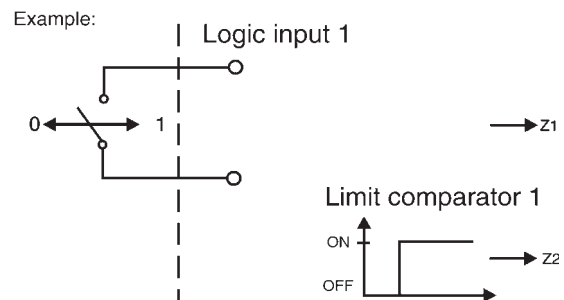 Example:
Logic input 1
0
1
Z1
Limit comparator 1
ON
Z2
OFF